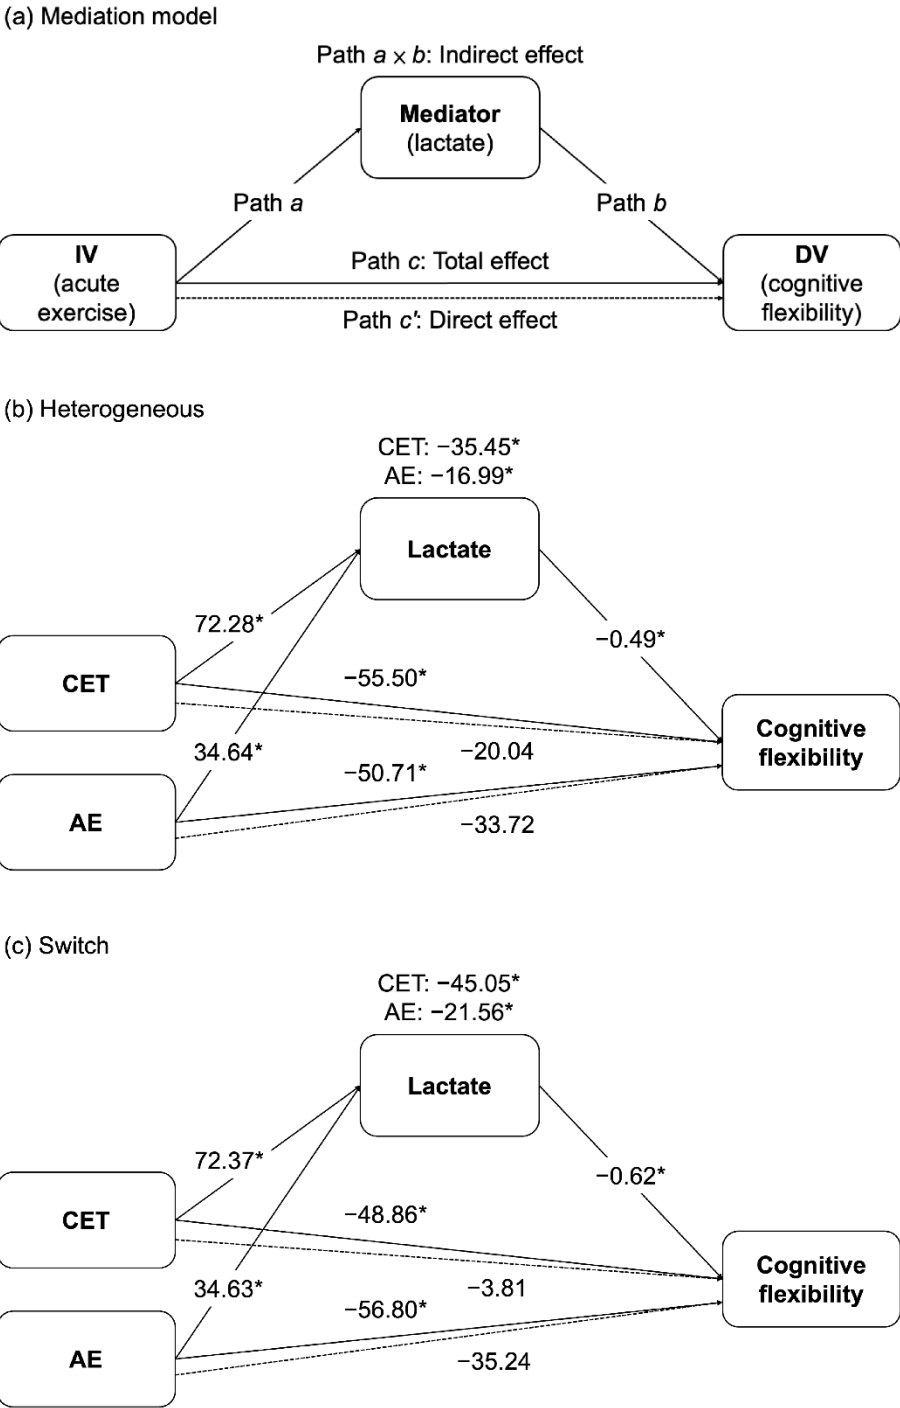 (a) Mediation model
Path a × b: Indirect effect
Mediator
(lactate)
Path a
Path b
IV
(acute
exercise)
Path c: Total effect
Path c′: Direct effect
DV
(cognitive
flexibility)
(b) Heterogeneous
CET: −35.45*
AE: −16.99*
Lactate
72.28*
−0.49*
CET
−55.50*
−20.04
Cognitive
flexibility
34.64*
−50.71*
AE
−33.72
(c) Switch
CET: −45.05*
AE: −21.56*
Lactate
72.37*
−0.62*
CET
−48.86*
−3.81
Cognitive
flexibility
34.63*
−56.80*
AE
−35.24